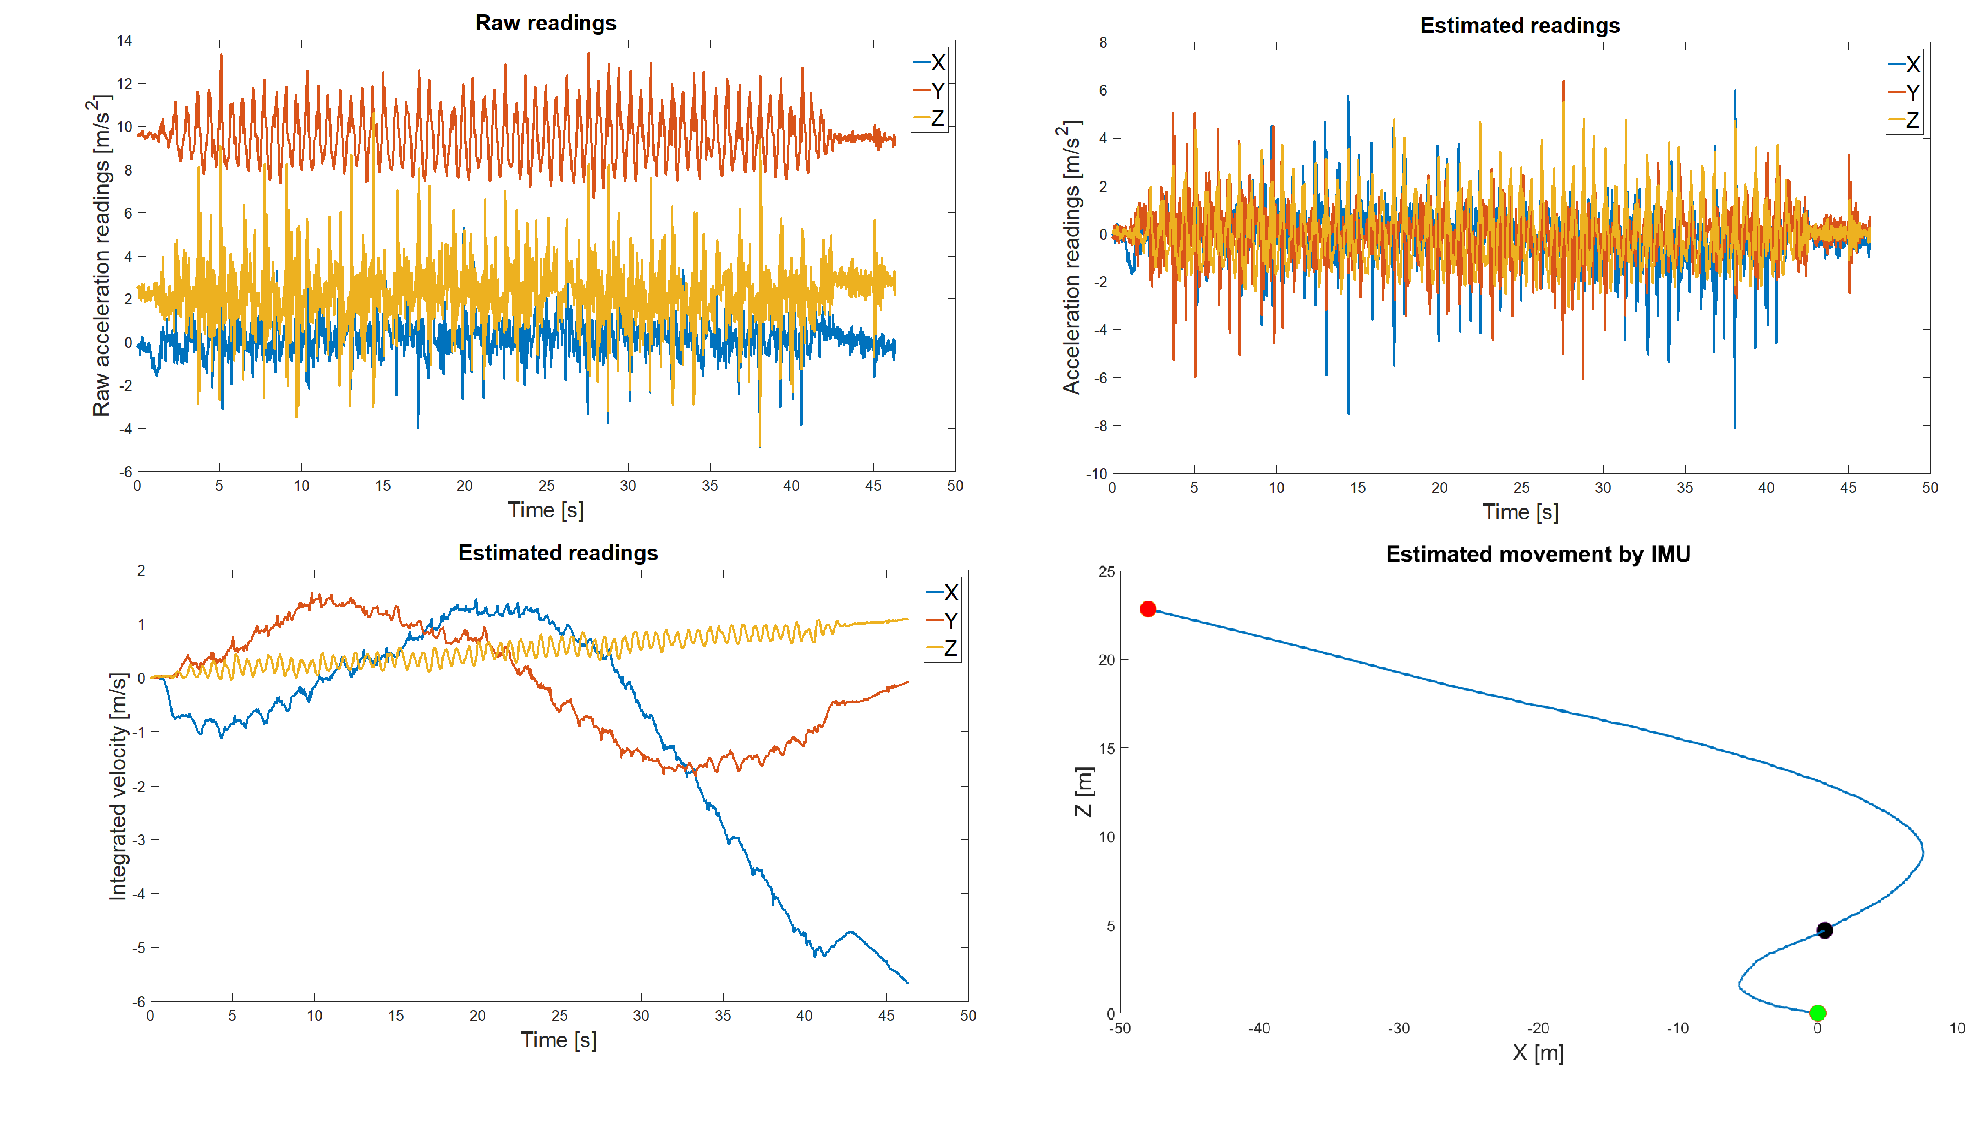 Raw readings
14
12
10
8
6
4
2
0
-2
-4
-6
Raw acceleration readings [m/s2]
X
Y
Z
0 5 10 15 20 25 30 35 40 45 50
Time [s]
Estimated readings
8
6
4
2
0
-2
-4
-6
-8
-10
Acceleration readings [m/s2]
X
Y
Z
0 5 10 15 20 25 30 35 40 45 50
Time [s]
Estimated readings
2
1
0
-1
-2
-3
-4
-5
-6
Integrated velocity [m/s]
X
Y
Z
0 5 10 15 20 25 30 35 40 45 50
Time [s]
Estimated movement by IMU
25
20
15
10
5
0
Z [m]
-50 -40 -30 -20 -10 0 10
X [m]